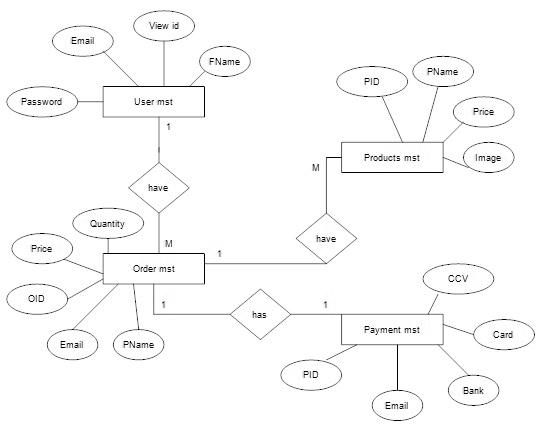 View id
Email
FName
Password
User mst
1
PID
PName
Price
Products mst
Image
M
have
Quantity
M
have
Price
1
Order mst
OID
1
has
1
CCV
Email
PName
Payment mst
Card
PID
Bank
Email